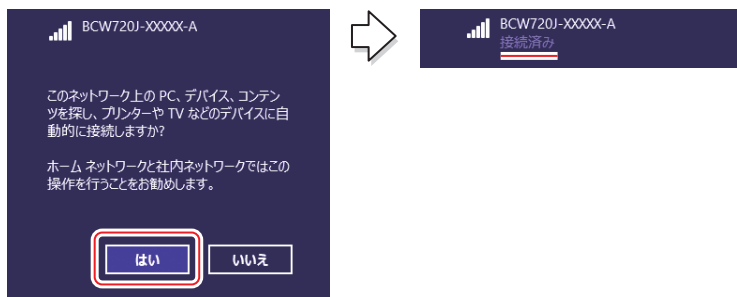 BCW720J-XXXXX-A
このネットワーク上の PC、デバイス、コンテン
ツを探し、プリンターや TV などのデバイスに自
動的に接続しますか?
ホーム ネットワークと社内ネットワークではこの
操作を行うことをお勧めします。
はい
いいえ
BCW720J-XXXXX-A
接続済み